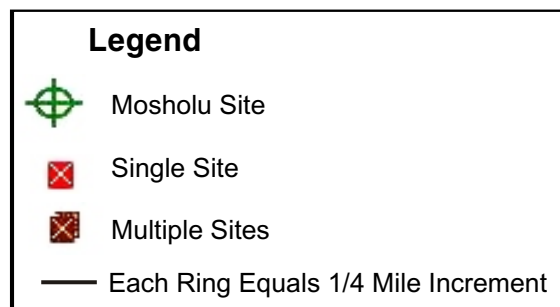 Legend
Mosholu Site
Single Site
Multiple Sites
Each Ring Equals 1/4 Mile Increment